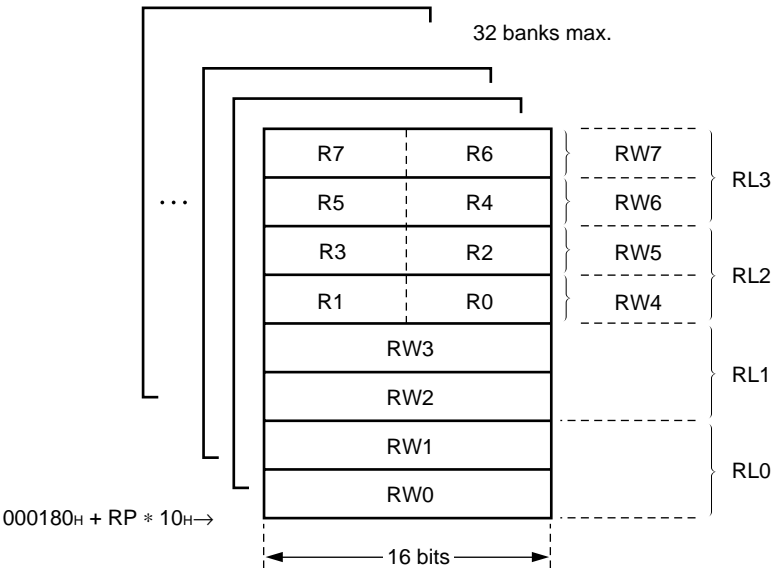 32 banks max.
R7 R6 RW7
RL3
... R5 R4 RW6
R3 R2 RW5
RL2
R1 R0 RW4
RW3
RL1
RW2
RW1
RL0
RW0
000180H + RP * 10H→
16 bits